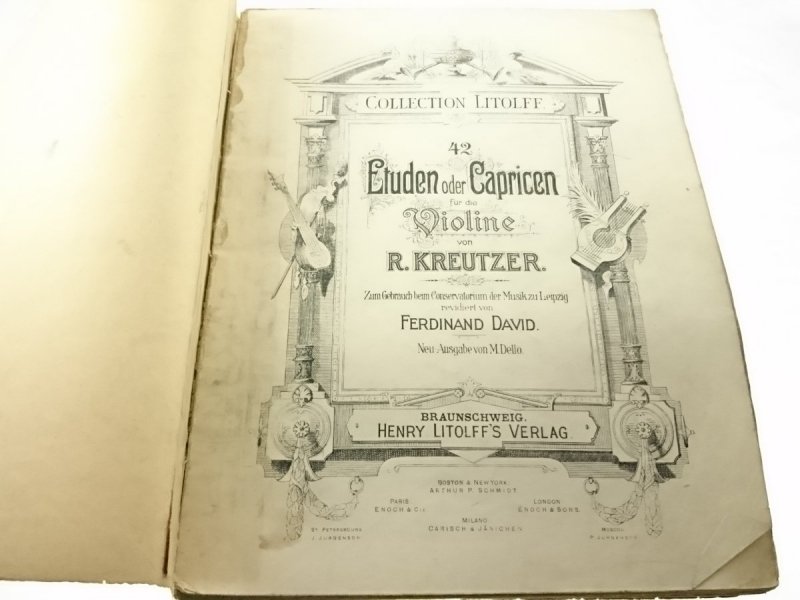 COLLECTION LITOLFF
42
Etuden oder Capricen
für die
Violine
von
R. KREUTZER.
Zum Gebrauch beim Conservatorium der Musik zu Leipzig
revidiert von
FERDINAND DAVID.
Neu Ausgabe von M. Dello.
BRAUNSCHWEIG.
HENRY LITOLFF'S VERLAG.
BOSTON & NEW YORK:
ARTHUR P. SCHMIDT.
PARIS:
ENOCH & Cie
LONDON:
ENOCH & SONS.
MILANO
CARISCH & JÄNICHEN
ST. PETERSBOURG
J. JURGENSON
MOSCOU
P. JURGENSON